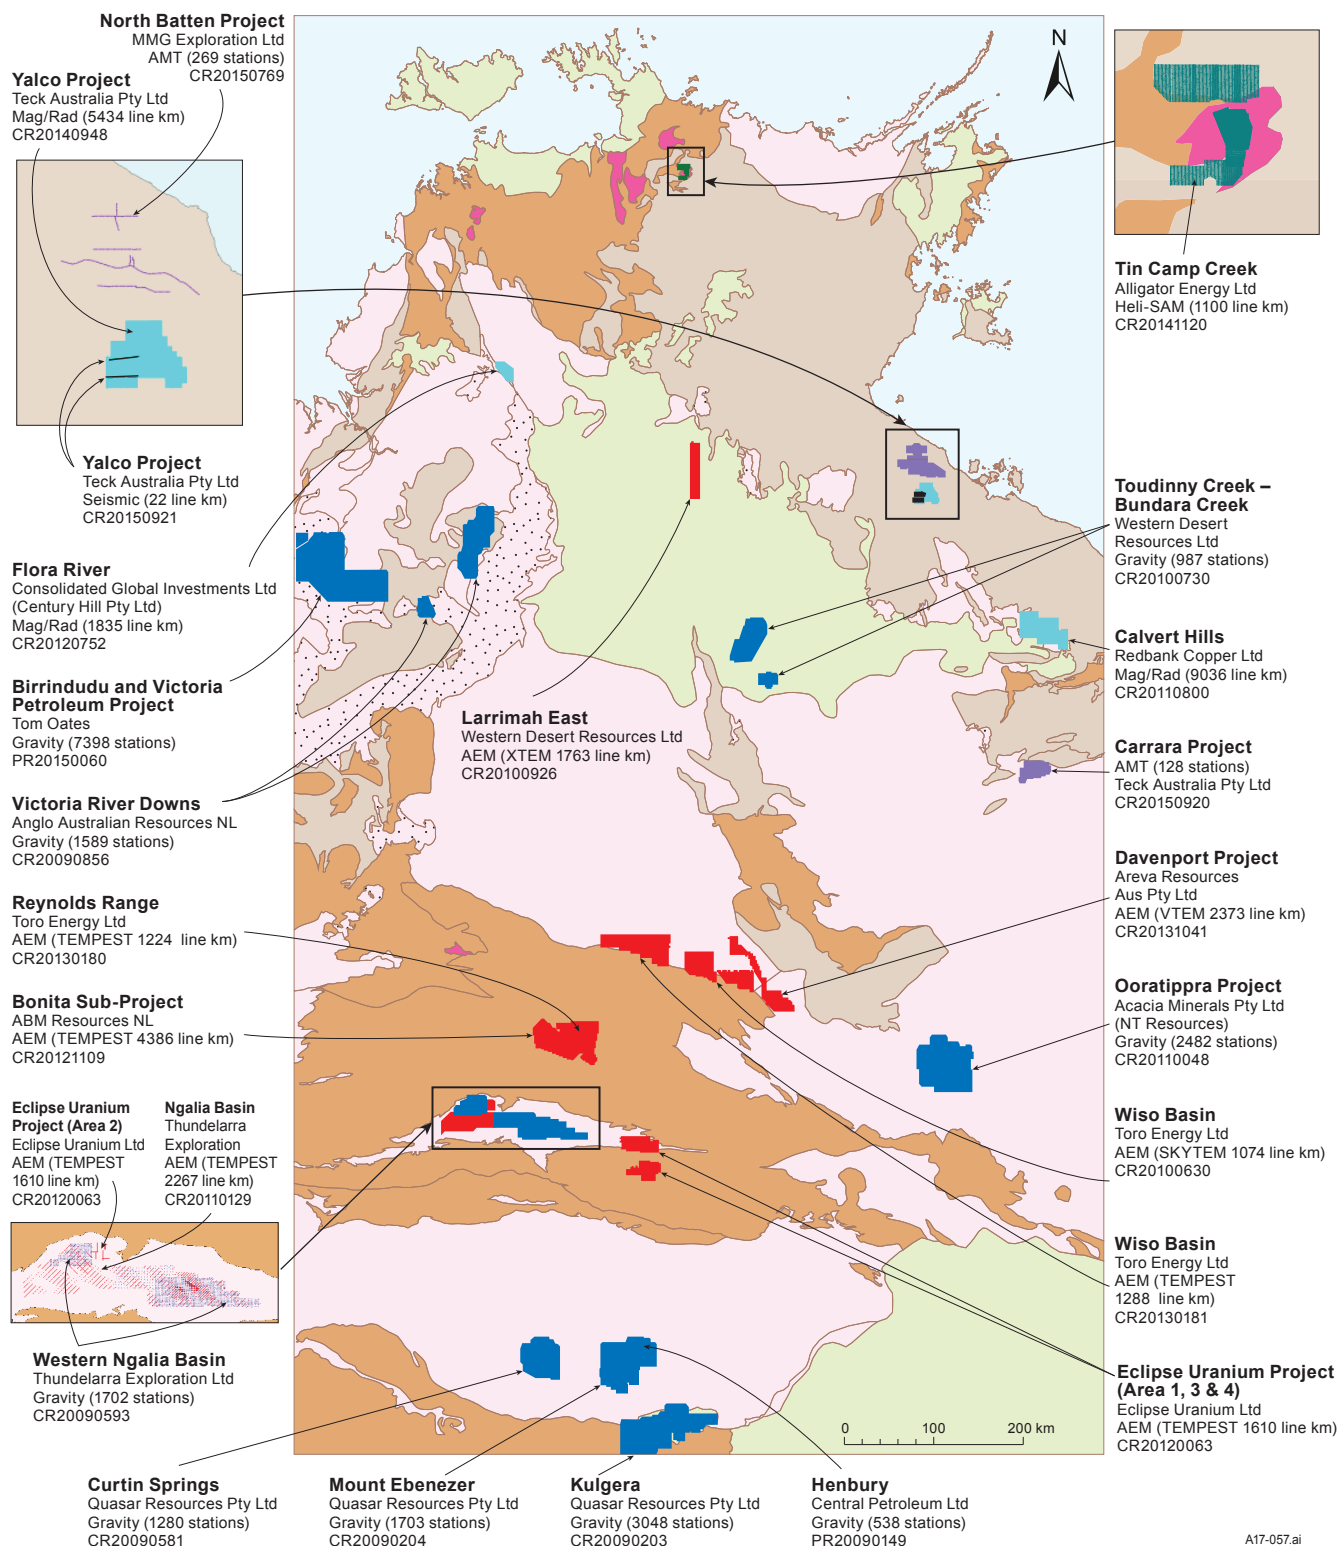 North Batten Project
MMG Exploration Ltd
AMT (269 stations)
CR20150769
Yalco Project
Teck Australia Pty Ltd
Mag/Rad (5434 line km)
CR20140948
N
Tin Camp Creek
Alligator Energy Ltd
Heli-SAM (1100 line km)
CR20141120
Yalco Project
Teck Australia Pty Ltd
Seismic (22 line km)
CR20150921
Toudinny Creek –
Bundara Creek
Western Desert
Resources Ltd
Gravity (987 stations)
CR20100730
Flora River
Consolidated Global Investments Ltd
(Century Hill Pty Ltd)
Mag/Rad (1835 line km)
CR20120752
Calvert Hills
Redbank Copper Ltd
Mag/Rad (9036 line km)
CR20110800
Birrindudu and Victoria
Petroleum Project
Tom Oates
Gravity (7398 stations)
PR20150060
Larrimah East
Western Desert Resources Ltd
AEM (XTEM 1763 line km)
CR20100926
Carrara Project
AMT (128 stations)
Teck Australia Pty Ltd
CR20150920
Victoria River Downs
Anglo Australian Resources NL
Gravity (1589 stations)
CR20090856
Davenport Project
Areva Resources
Aus Pty Ltd
AEM (VTEM 2373 line km)
CR20131041
Reynolds Range
Toro Energy Ltd
AEM (TEMPEST 1224 line km)
CR20130180
Ooratippra Project
Acacia Minerals Pty Ltd
(NT Resources)
Gravity (2482 stations)
CR20110048
Bonita Sub-Project
ABM Resources NL
AEM (TEMPEST 4386 line km)
CR20121109
Eclipse Uranium
Project (Area 2)
Eclipse Uranium Ltd
AEM (TEMPEST
1610 line km)
CR20120063
Ngalia Basin
Thundelarra
Exploration
AEM (TEMPEST
2267 line km)
CR20110129
Wiso Basin
Toro Energy Ltd
AEM (SKYTEM 1074 line km)
CR20100630
Wiso Basin
Toro Energy Ltd
AEM (TEMPEST
1288 line km)
CR20130181
Western Ngalia Basin
Thundelarra Exploration Ltd
Gravity (1702 stations)
CR20090593
Eclipse Uranium Project
(Area 1, 3 & 4)
Eclipse Uranium Ltd
AEM (TEMPEST 1610 line km)
CR20120063
0 100 200 km
Curtin Springs
Quasar Resources Pty Ltd
Gravity (1280 stations)
CR20090581
Mount Ebenezer
Quasar Resources Pty Ltd
Gravity (1703 stations)
CR20090204
Kulgera
Quasar Resources Pty Ltd
Gravity (3048 stations)
CR20090203
Henbury
Central Petroleum Ltd
Gravity (538 stations)
PR20090149
A17-057.ai